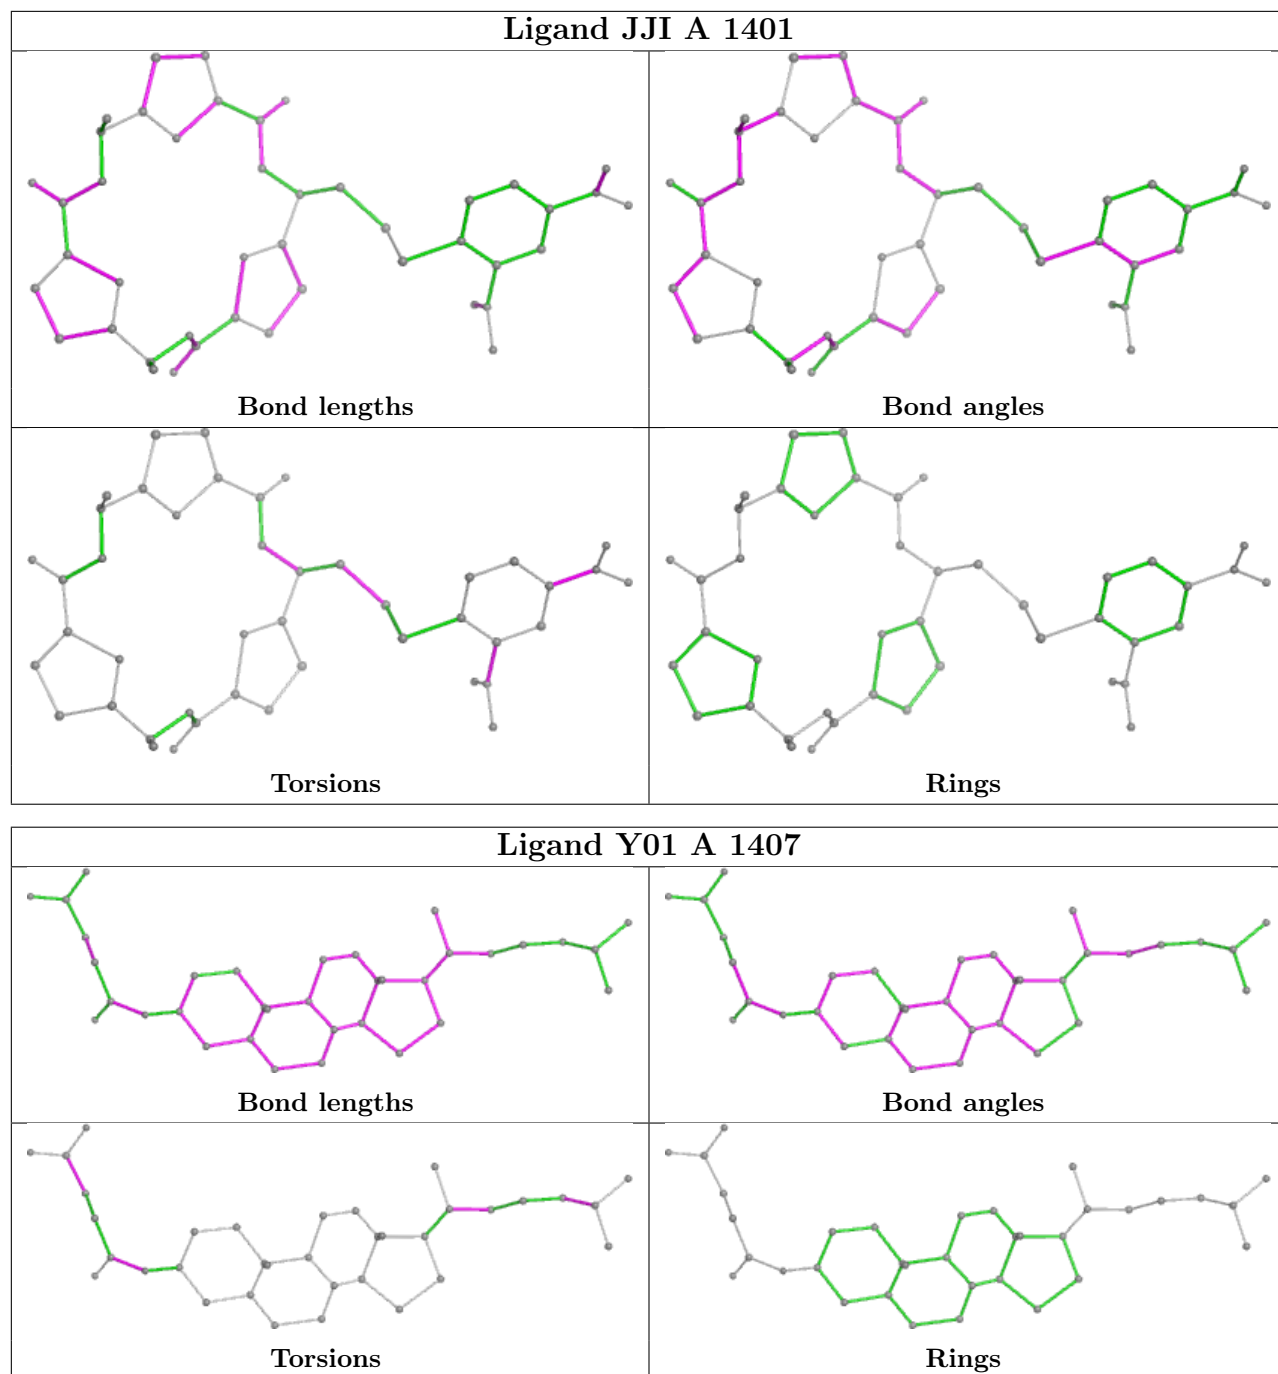 Ligand JJI A 1401
Bond lengths
Bond angles
Torsions
Rings
Ligand Y01 A 1407
Bond lengths
Bond angles
Torsions
Rings